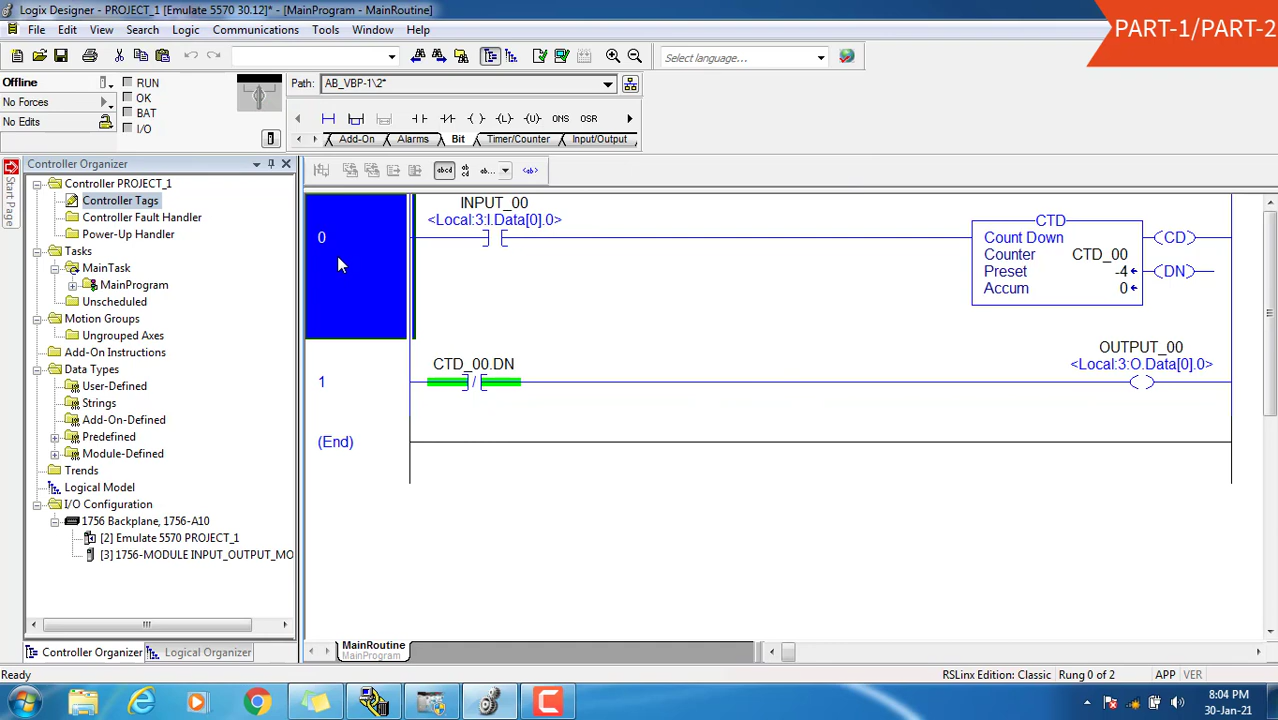 Logix Designer - PROJECT_1 [Emulate 5570 30.12]* - [MainProgram - MainRoutine]
PART-1/PART-2
File Edit View Search Logic Communications Tools Window Help
Select language...
Offline
RUN
No Forces
OK
No Edits
BAT
I/O
Path: AB_VBP-1\2*
ONS OSR
Add-On Alarms Bit Timer/Counter Input/Output
Start Page
Controller Organizer
Controller PROJECT_1
Controller Tags
Controller Fault Handler
Power-Up Handler
Tasks
MainTask
MainProgram
Unscheduled
Motion Groups
Ungrouped Axes
Add-On Instructions
Data Types
User-Defined
Strings
Add-On-Defined
Predefined
Module-Defined
Trends
Logical Model
I/O Configuration
1756 Backplane, 1756-A10
[2] Emulate 5570 PROJECT_1
[3] 1756-MODULE INPUT_OUTPUT_MO
Controller Organizer Logical Organizer
abcd ab cd ab... <ab>
INPUT_00
<Local:3:I.Data[0].0>
0
CTD
Count Down
Counter CTD_00
Preset -4
Accum 0
CD
DN
CTD_00.DN
OUTPUT_00
<Local:3:O.Data[0].0>
1
(End)
MainRoutine
MainProgram
Ready
RSLinx Edition: Classic Rung 0 of 2 APP VER
8:04 PM
30-Jan-21